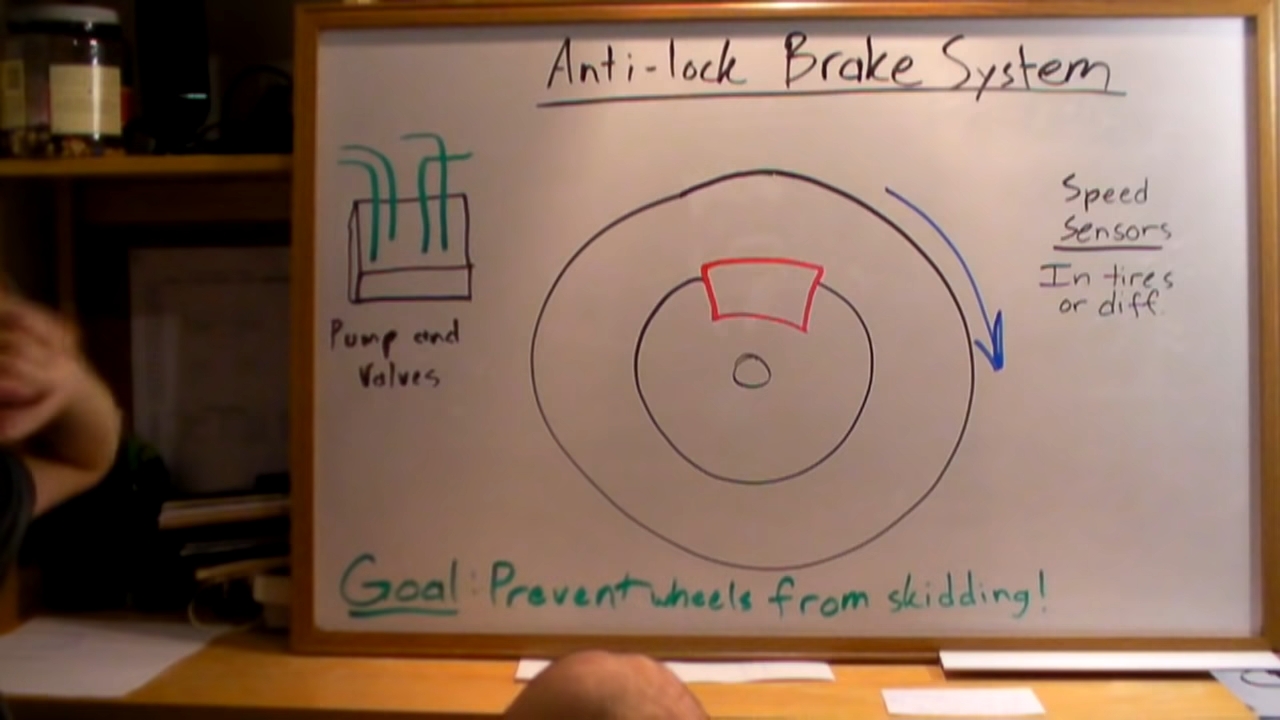 Anti-lock Brake System
Speed
Sensors
In tires
or diff.
Pump and
Valves
Goal: Prevent wheels from skidding!